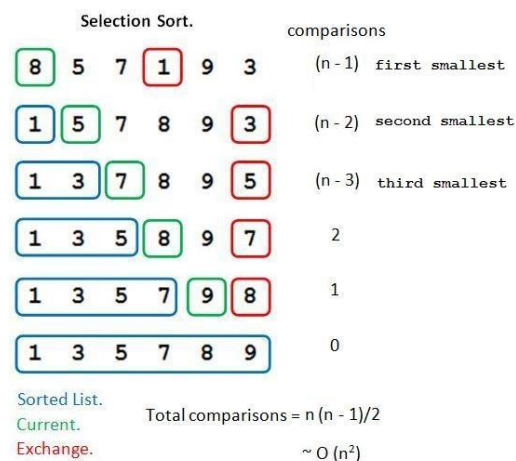 Selection Sort.
comparisons
8 5 7 1 9 3 (n - 1) first smallest
1 5 7 8 9 3 (n - 2) second smallest
1 3 7 8 9 5 (n - 3) third smallest
1 3 5 8 9 7 2
1 3 5 7 9 8 1
1 3 5 7 8 9 0
Sorted List.
Current.
Exchange.
Total comparisons = n (n - 1)/2
~ O (n²)